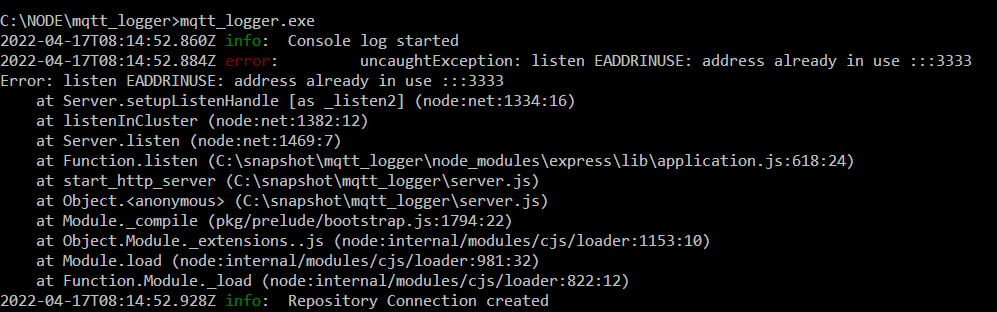 C:\NODE\mqtt_logger>mqtt_logger.exe
2022-04-17T08:14:52.860Z info:  Console log started
2022-04-17T08:14:52.884Z error:         uncaughtException: listen EADDRINUSE: address already in use :::3333
Error: listen EADDRINUSE: address already in use :::3333
    at Server.setupListenHandle [as _listen2] (node:net:1334:16)
    at listenInCluster (node:net:1382:12)
    at Server.listen (node:net:1469:7)
    at Function.listen (C:\snapshot\mqtt_logger\node_modules\express\lib\application.js:618:24)
    at start_http_server (C:\snapshot\mqtt_logger\server.js)
    at Object.<anonymous> (C:\snapshot\mqtt_logger\server.js)
    at Module._compile (pkg/prelude/bootstrap.js:1794:22)
    at Object.Module._extensions..js (node:internal/modules/cjs/loader:1153:10)
    at Module.load (node:internal/modules/cjs/loader:981:32)
    at Function.Module._load (node:internal/modules/cjs/loader:822:12)
2022-04-17T08:14:52.928Z info:  Repository Connection created